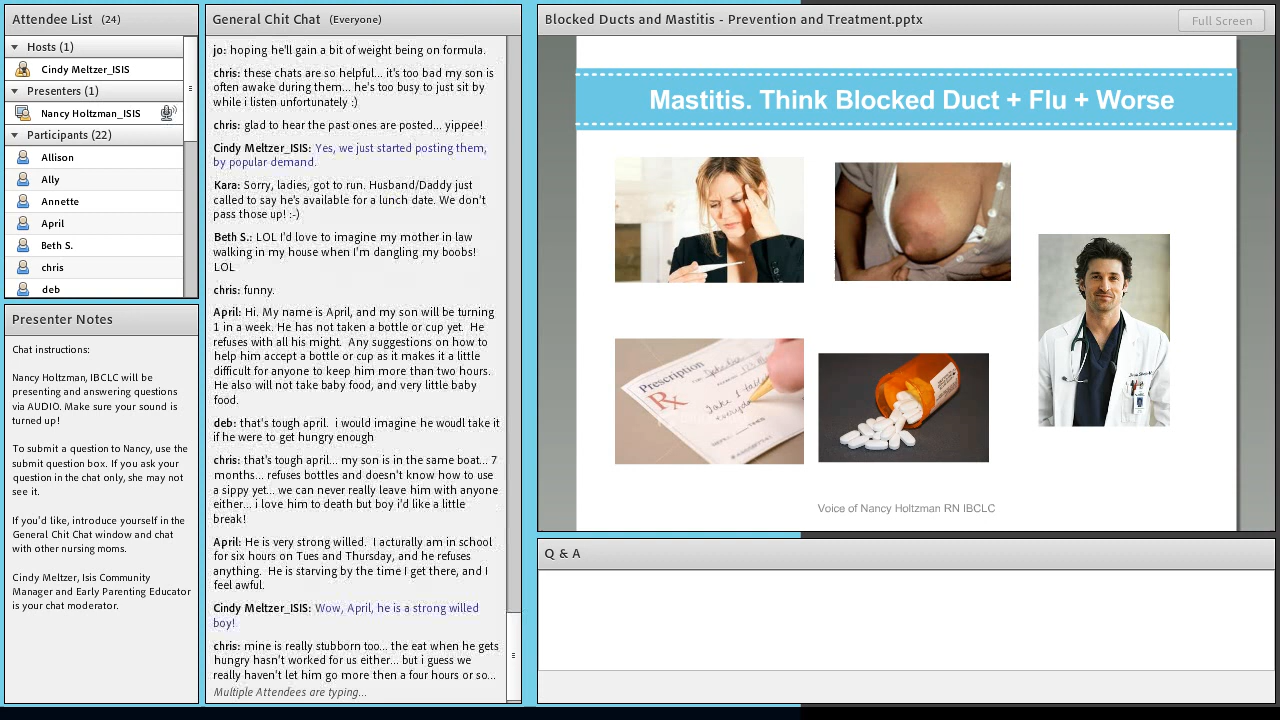 Attendee List (24)
Hosts (1)
Cindy Meltzer_ISIS
Presenters (1)
Nancy Holtzman_ISIS
Participants (22)
Allison
Ally
Annette
April
Beth S.
chris
deb
Presenter Notes
Chat instructions:
Nancy Holtzman, IBCLC will be
presenting and answering questions
via AUDIO. Make sure your sound is
turned up!
To submit a question to Nancy, use the
submit question box. If you ask your
question in the chat only, she may not
see it.
If you'd like, introduce yourself in the
General Chit Chat window and chat
with other nursing moms.
Cindy Meltzer, Isis Community
Manager and Early Parenting Educator
is your chat moderator.
General Chit Chat (Everyone)
jo: hoping he'll gain a bit of weight being on formula.
chris: these chats are so helpful... it's too bad my son is
often awake during them... he's too busy to just sit by
while i listen unfortunately :)
chris: glad to hear the past ones are posted... yippee!
Cindy Meltzer_ISIS: Yes, we just started posting them,
by popular demand.
Kara: Sorry, ladies, got to run. Husband/Daddy just
called to say he's available for a lunch date. We don't
pass those up! :-)
Beth S.: LOL I'd love to imagine my mother in law
walking in my house when I'm dangling my boobs!
LOL
chris: funny.
April: Hi. My name is April, and my son will be turning
1 in a week. He has not taken a bottle or cup yet. He
refuses with all his might. Any suggestions on how to
help him accept a bottle or cup as it makes it a little
difficult for anyone to keep him more than two hours.
He also will not take baby food, and very little baby
food.
deb: that's tough april. i would imagine he woudl take it
if he were to get hungry enough
chris: that's tough april... my son is in the same boat... 7
months... refuses bottles and doesn't know how to use
a sippy yet... we can never really leave him with anyone
either... i love him to death but boy i'd like a little
break!
April: He is very strong willed. I acturally am in school
for six hours on Tues and Thursday, and he refuses
anything. He is starving by the time I get there, and I
feel awful.
Cindy Meltzer_ISIS: Wow, April, he is a strong willed
boy!
chris: mine is really stubborn too... the eat when he gets
hungry hasn't worked for us either... but i guess we
really haven't let him go more then a four hours or so...
Multiple Attendees are typing...
Blocked Ducts and Mastitis - Prevention and Treatment.pptx
Full Screen
Mastitis. Think Blocked Duct + Flu + Worse
Prescription
Rx
Take 1
Voice of Nancy Holtzman RN IBCLC
Q & A